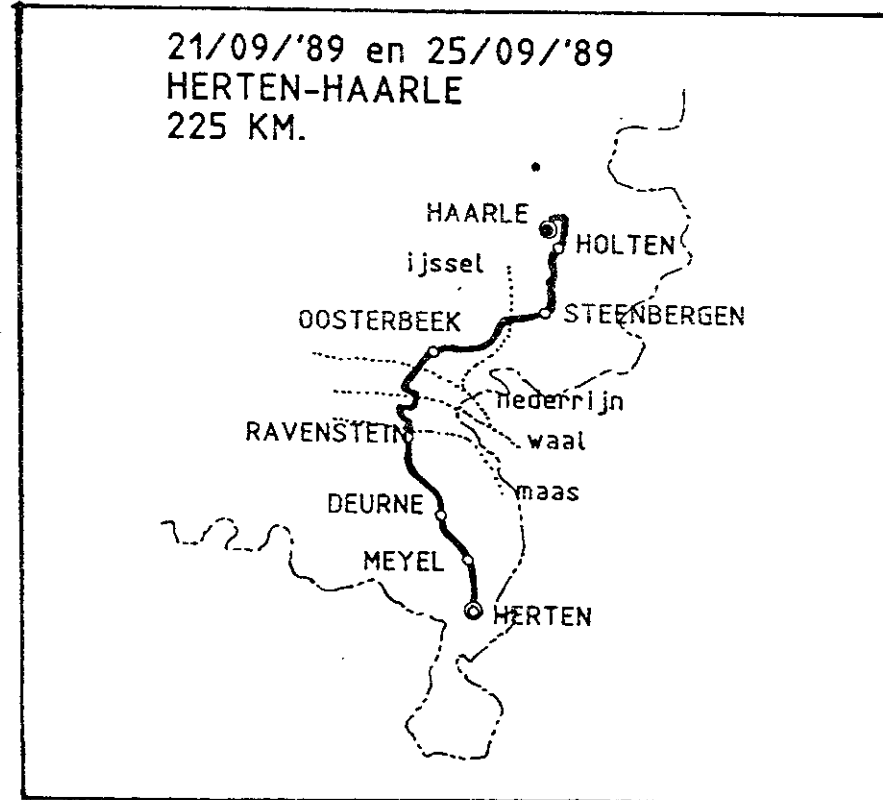 21/09/'89 en 25/09/'89
HERTEN-HAARLE
225 KM.
HAARLE
HOLTEN
ijssel
OOSTERBEEK
STEENBERGEN
nederrijn
RAVENSTEIN
waal
maas
DEURNE
MEYEL
HERTEN